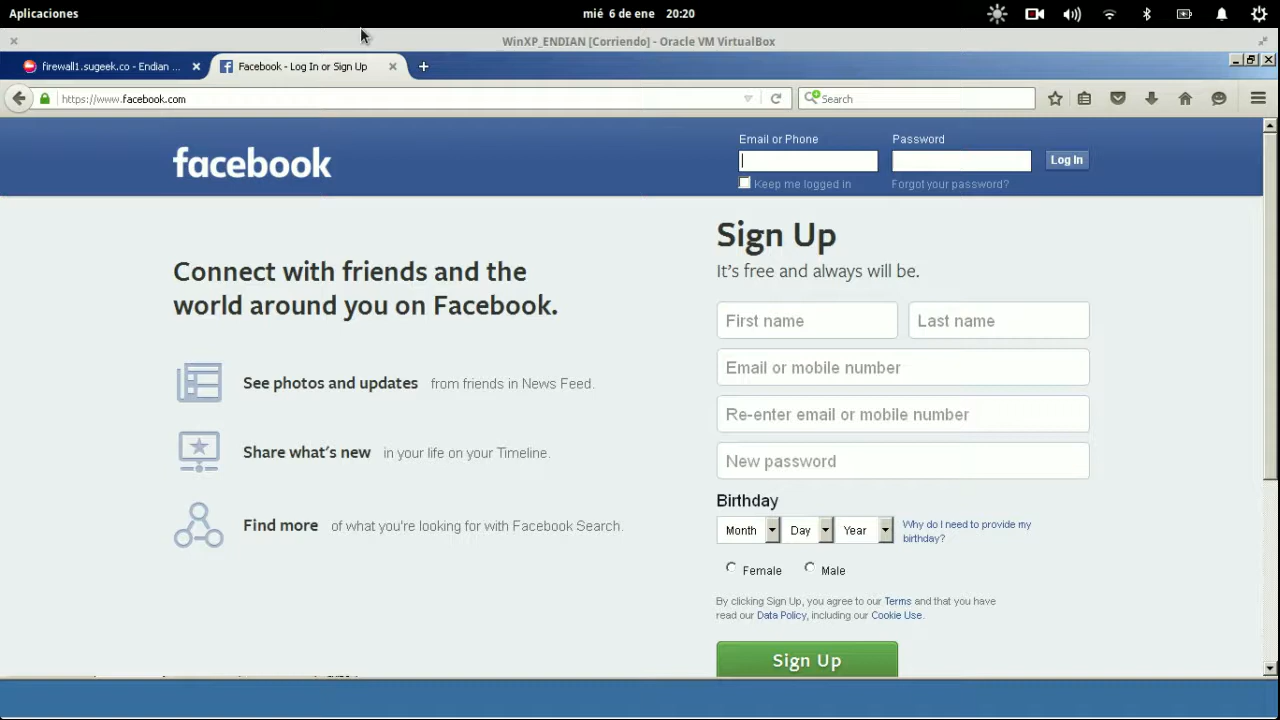 Aplicaciones
mié 6 de ene 20:20
WinXP_ENDIAN [Corriendo] - Oracle VM VirtualBox
firewall1.sugeek.co - Endian ...
Facebook - Log In or Sign Up
https://www.facebook.com
Search
facebook
Email or Phone
Password
Log In
Keep me logged in
Forgot your password?
Connect with friends and the
world around you on Facebook.
See photos and updates from friends in News Feed.
Share what's new in your life on your Timeline.
Find more of what you're looking for with Facebook Search.
Sign Up
It's free and always will be.
First name
Last name
Email or mobile number
Re-enter email or mobile number
New password
Birthday
Month
Day
Year
Why do I need to provide my
birthday?
Female
Male
By clicking Sign Up, you agree to our Terms and that you have
read our Data Policy, including our Cookie Use.
Sign Up